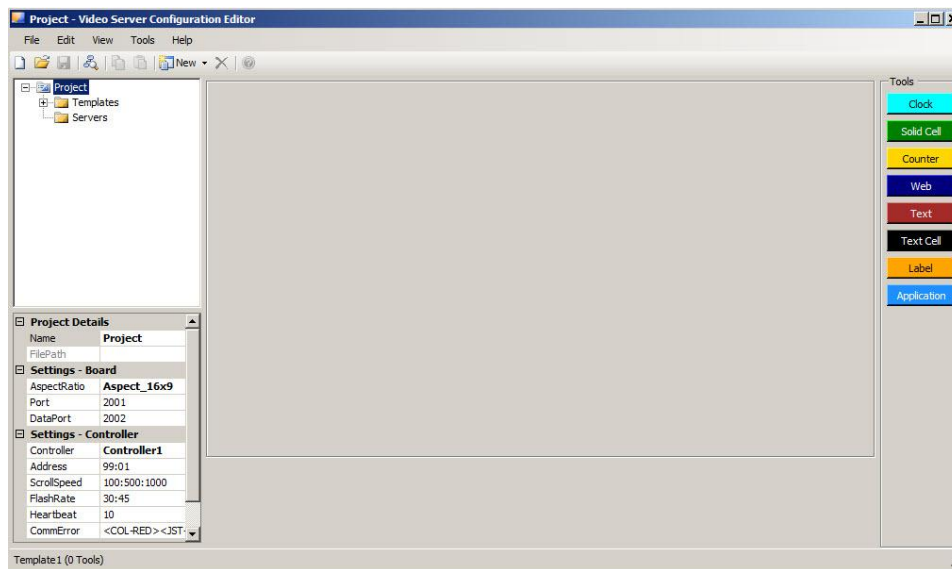 Project - Video Server Configuration Editor
File Edit View Tools Help
New
Project
Templates
Servers
Project Details
Name Project
FilePath
Settings - Board
AspectRatio Aspect_16x9
Port 2001
DataPort 2002
Settings - Controller
Controller Controller1
Address 99:01
ScrollSpeed 100:500:1000
FlashRate 30:45
Heartbeat 10
CommError <COL-RED><JST-
Tools
Clock
Solid Cell
Counter
Web
Text
Text Cell
Label
Application
Template1 (0 Tools)